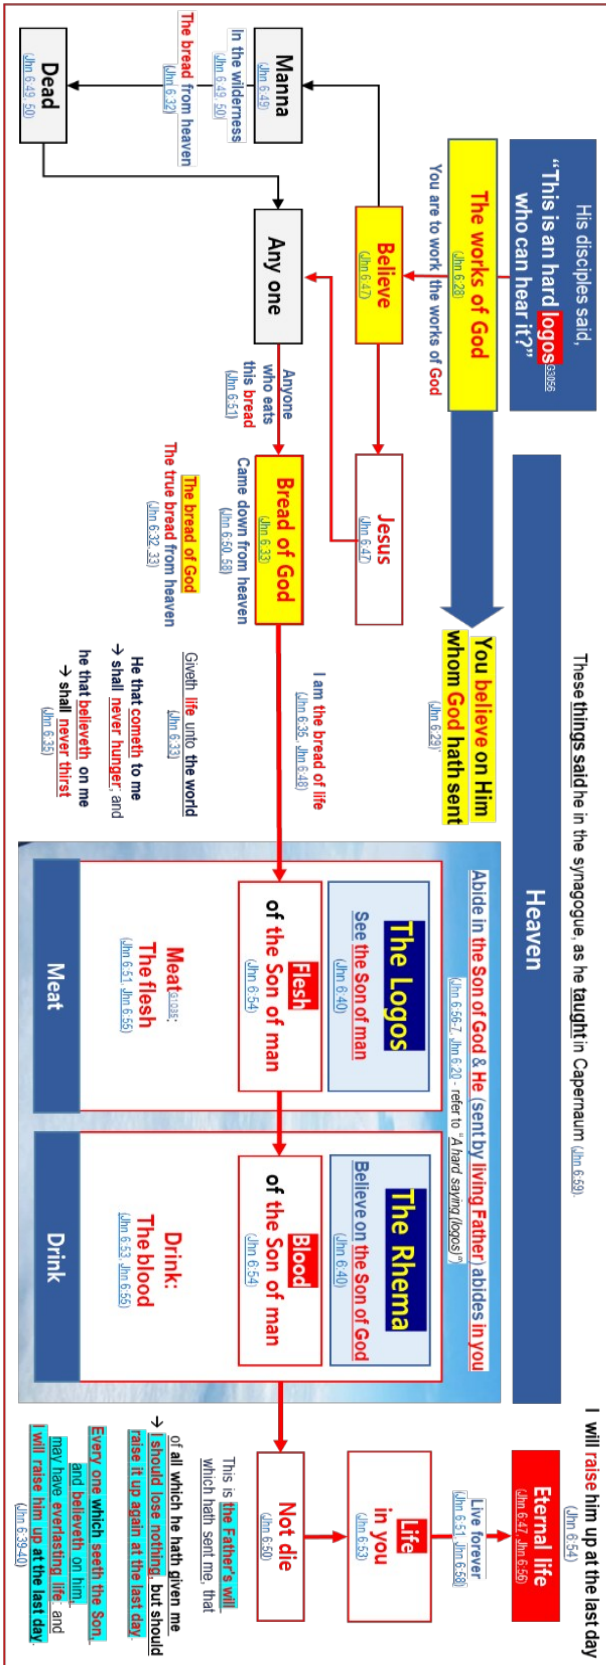 These things said he in the synagogue, as he taught in Capernaum (Jhn 6:59).
I will raise him up at the last day
(Jhn 6:54)
His disciples said,
“This is an hard logosG3056
who can hear it?”
Heaven
Eternal life
(Jhn 6:47, Jhn 6:56)
The works of God
(Jhn 6:28)
You believe on Him
whom God hath sent
(Jhn 6:29)
Abide in the Son of God & He (sent by living Father) abides in you
(Jhn 6:56-7, Jhn 6:20 - refer to “A hard saying (logos)”)
Live forever
(Jhn 6:51, Jhn 6:58)
You are to work the works of God
Believe
(Jhn 6:47)
Jesus
(Jhn 6:47)
The Logos
(Jhn 6:40)
See the Son of man
The Rhema
(Jhn 6:40)
Believe on the Son of God
Life
in you
(Jhn 6:53)
I am the bread of life
(Jhn 6:35, Jhn 6:48)
Manna
(Jhn 6:49)
Any one
Anyone
who eats
this bread
(Jhn 6:51)
Bread of God
(Jhn 6:33)
Came down from heaven
(Jhn 6:50, 58)
Flesh
of the Son of man
(Jhn 6:54)
Blood
of the Son of man
(Jhn 6:54)
Not die
(Jhn 6:50)
In the wilderness
(Jhn 6:49, 50)
The bread from heaven
(Jhn 6:32)
The bread of God
The true bread from heaven
(Jhn 6:32, 33)
Giveth life unto the world
(Jhn 6:33)
He that cometh to me
→ shall never hunger; and
he that believeth on me
→ shall never thirst
(Jhn 6:35)
Meat
The flesh
(Jhn 6:51, Jhn 6:55)
Drink:
The blood
(Jhn 6:53, Jhn 6:55)
This is the Father's will
which hath sent me, that
of all which he hath given me
→ I should lose nothing, but should
raise it up again at the last day.
Every one which seeth the Son,
and believeth on him,
may have everlasting life: and
I will raise him up at the last day.
(Jhn 6:39-40)
Dead
(Jhn 6:49, 50)
Meat
Drink